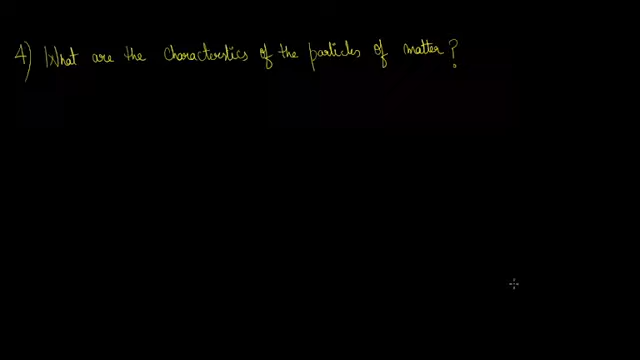 4) What are the characteristics of the particles of matter?